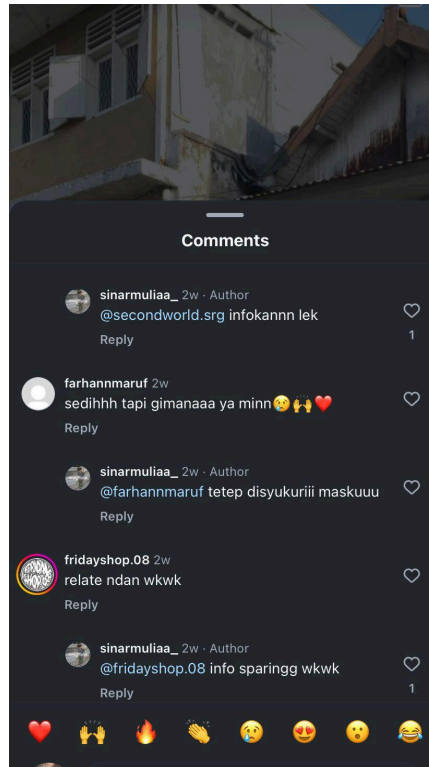 Comments
sinarmuliaa_ 2w · Author
@secondworld.srg infokannn lek
Reply
1
farhannmaruf 2w
sedihhh tapi gimanaaa ya minn😢🙌❤️
Reply
sinarmuliaa_ 2w · Author
@farhannmaruf tetep disyukuriii maskuuu
Reply
fridayshop.08 2w
relate ndan wkwk
Reply
sinarmuliaa_ 2w · Author
@fridayshop.08 info sparingg wkwk
Reply
1
❤️ 🙌 🔥 👏 😢 😍 😮 😂